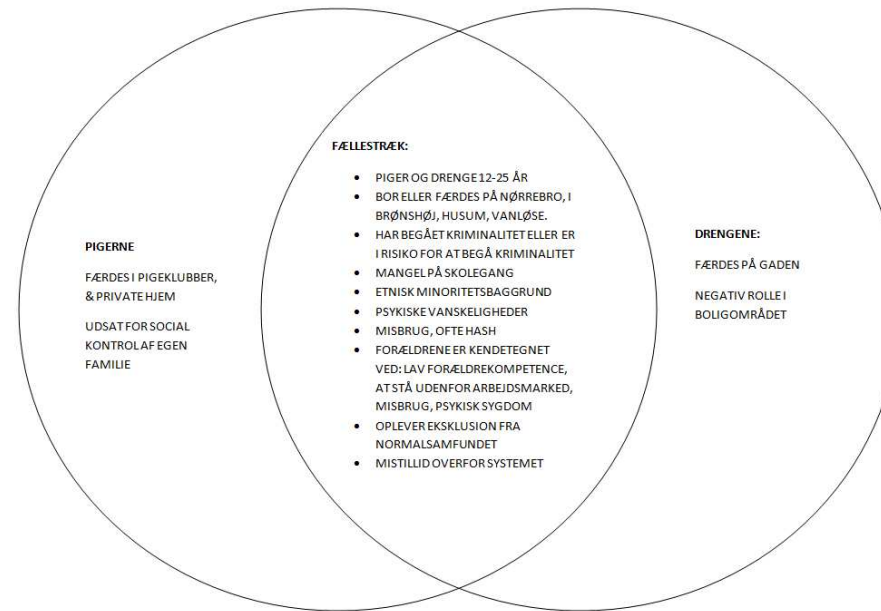 PIGERNE
FÆRDES I PIGEKLUBBER,
& PRIVATE HJEM
UDSAT FOR SOCIAL
KONTROL AF EGEN
FAMILIE
FÆLLESTRÆK:
• PIGER OG DRENGE 12-25 ÅR
• BOR ELLER FÆRDES PÅ NØRREBRO, I
BRØNSHØJ, HUSUM, VANLØSE.
• HAR BEGÅET KRIMINALITET ELLER ER
I RISIKO FOR AT BEGÅ KRIMINALITET
• MANGEL PÅ SKOLEGANG
• ETNISK MINORITETSBAGGRUND
• PSYKISKE VANSKELIGHEDER
• MISBRUG, OFTE HASH
• FORÆLDRENE ER KENDETEGNET
VED: LAV FORÆLDREKOMPETENCE,
AT STÅ UDENFOR ARBEJDSMARKED,
MISBRUG, PSYKISK SYGDOM
• OPLEVER EKSKLUSION FRA
NORMALSAMFUNDET
• MISTILLID OVERFOR SYSTEMET
DRENGENE:
FÆRDES PÅ GADEN
NEGATIV ROLLE I
BOLIGOMRÅDET